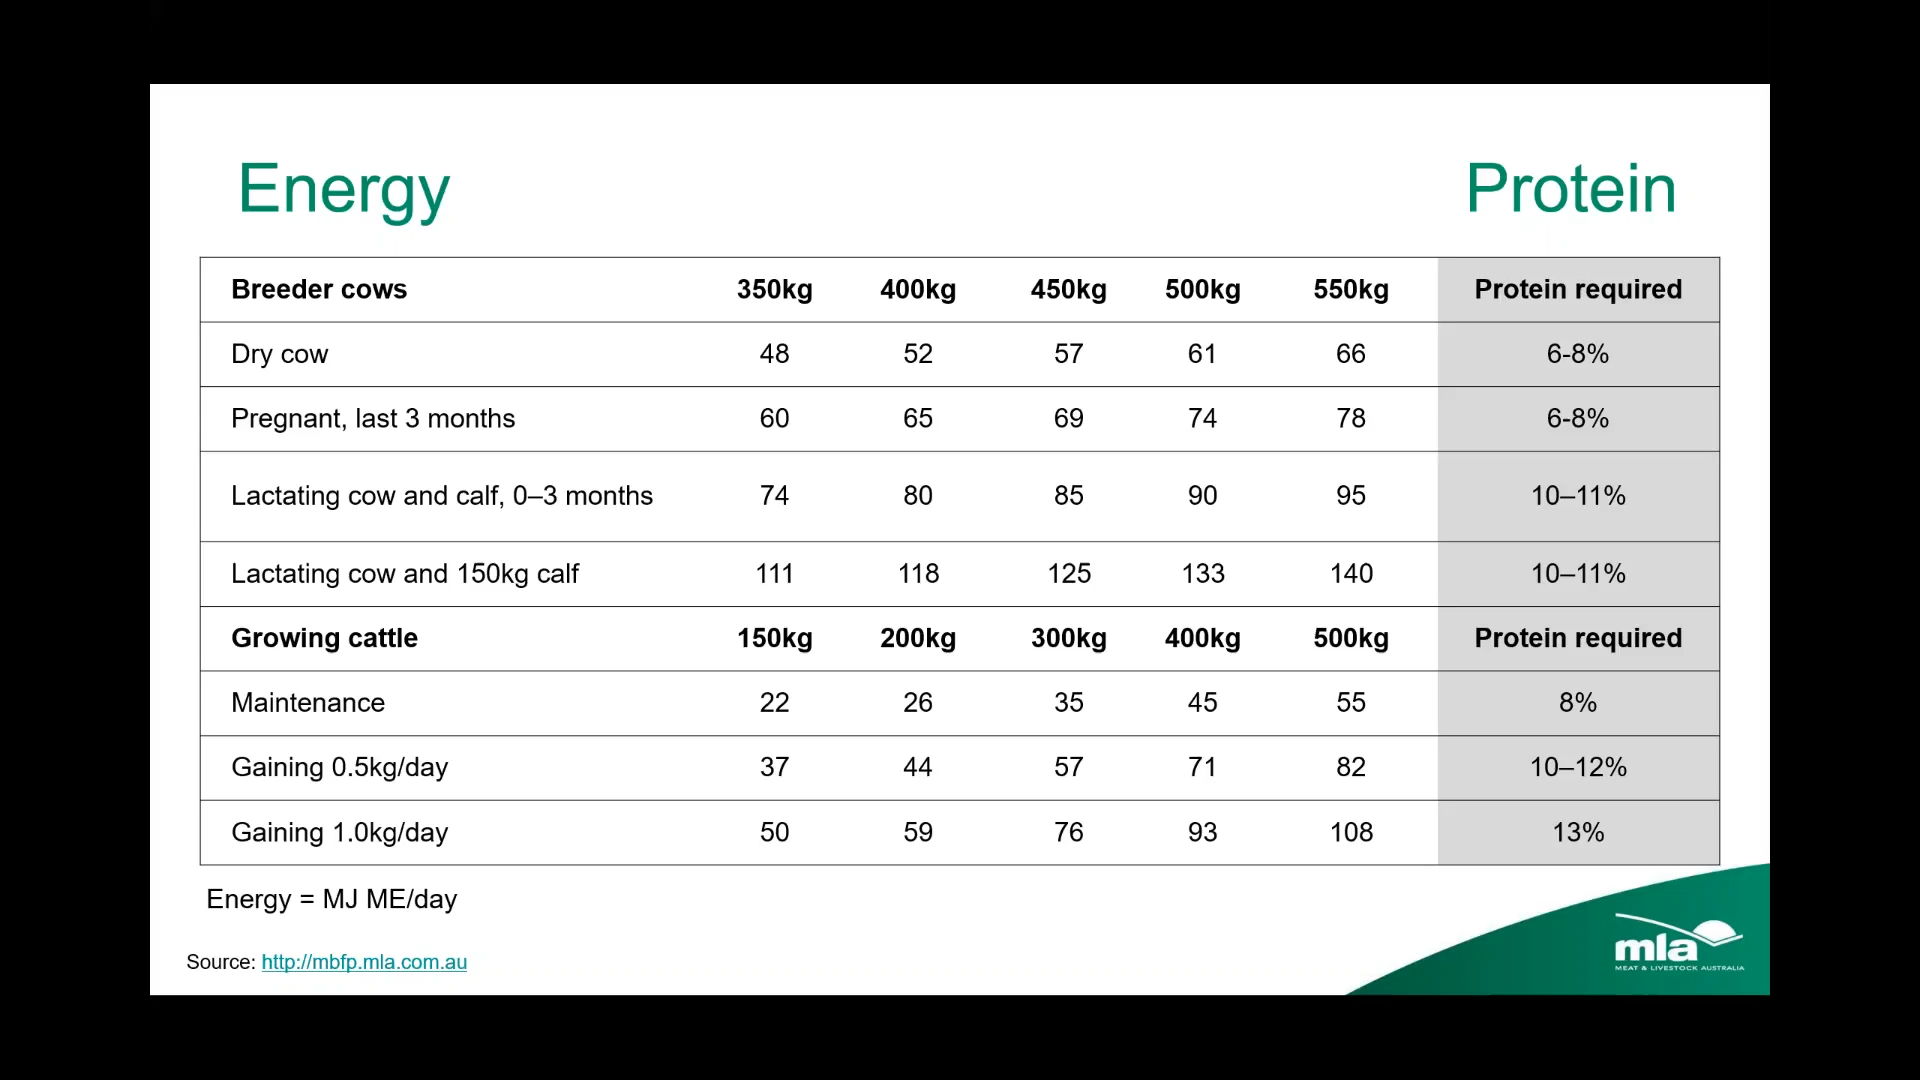 Energy
Protein
Breeder cows 350kg 400kg 450kg 500kg 550kg Protein required
Dry cow 48 52 57 61 66 6-8%
Pregnant, last 3 months 60 65 69 74 78 6-8%
Lactating cow and calf, 0–3 months 74 80 85 90 95 10–11%
Lactating cow and 150kg calf 111 118 125 133 140 10–11%
Growing cattle 150kg 200kg 300kg 400kg 500kg Protein required
Maintenance 22 26 35 45 55 8%
Gaining 0.5kg/day 37 44 57 71 82 10–12%
Gaining 1.0kg/day 50 59 76 93 108 13%
Energy = MJ ME/day
Source: http://mbfp.mla.com.au
mla
MEAT & LIVESTOCK AUSTRALIA